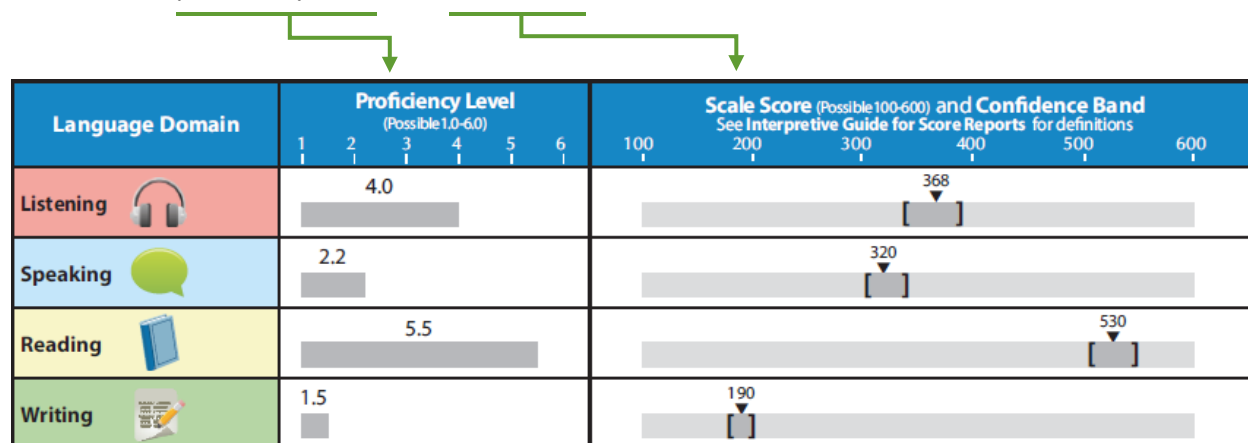 Language Domain
Proficiency Level
(Possible 1.0-6.0)
1 2 3 4 5 6
Scale Score (Possible 100-600) and Confidence Band
See Interpretive Guide for Score Reports for definitions
100 200 300 400 500 600
Listening 4.0 368
Speaking 2.2 320
Reading 5.5 530
Writing 1.5 190